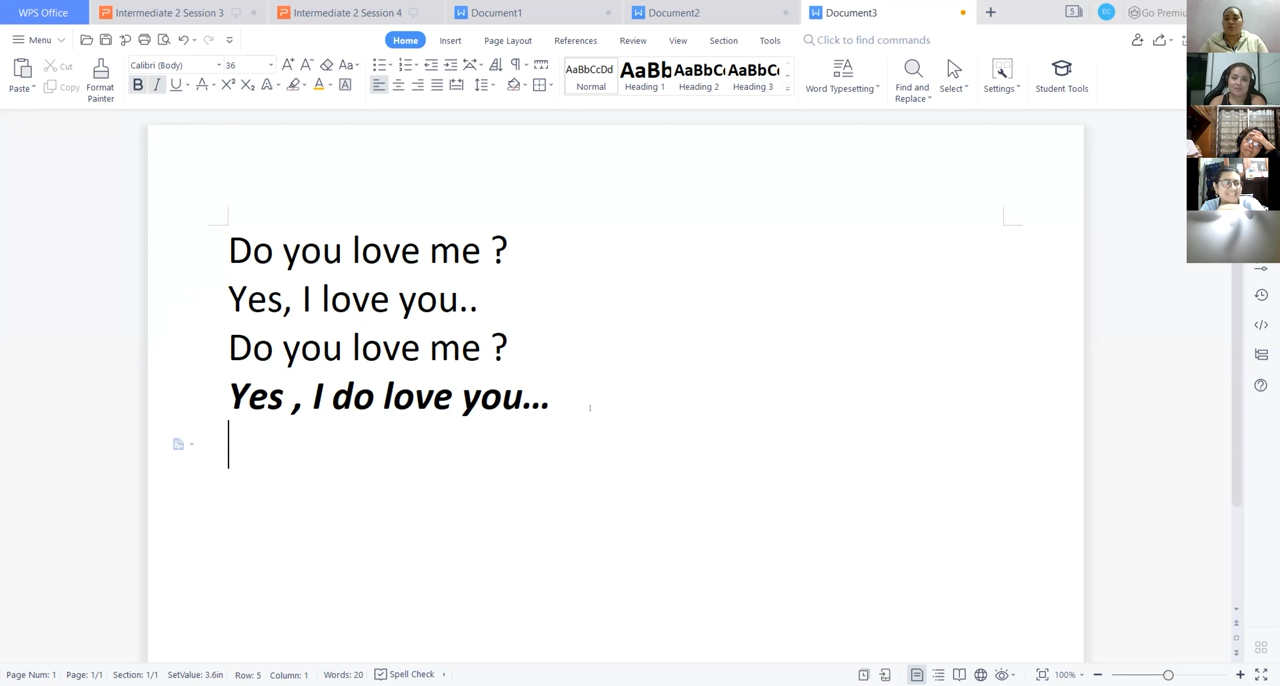 WPS Office
Intermediate 2 Session 3
Intermediate 2 Session 4
Document1
Document2
Document3
5
EC
Go Premiu
Menu
Home
Insert
Page Layout
References
Review
View
Section
Tools
Click to find commands
Paste
Cut
Copy
Format
Painter
Calibri (Body)
36
AaBbCcDd
Normal
AaBb
Heading 1
AaBbC
Heading 2
AaBbC
Heading 3
Word Typesetting
Find and
Replace
Select
Settings
Student Tools
Do you love me ?
Yes, I love you..
Do you love me ?
Yes , I do love you...
Page Num: 1
Page: 1/1
Section: 1/1
SetValue: 3.6in
Row: 5
Column: 1
Words: 20
Spell Check
100%